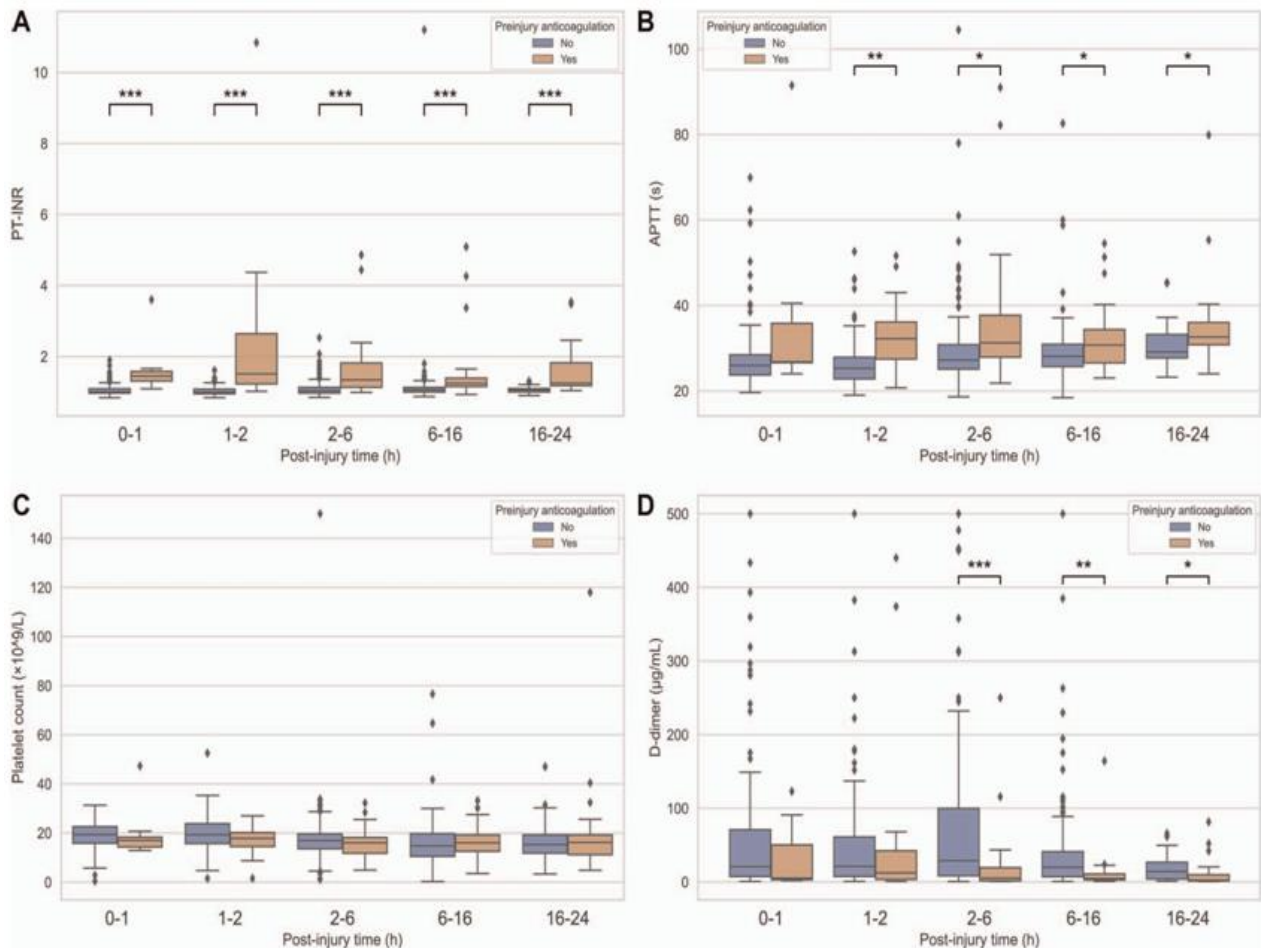 A
PT-INR
10
8
6
4
2
Preinjury anticoagulation
No
Yes
*** *** *** *** ***
0-1 1-2 2-6 6-16 16-24
Post-injury time (h)
B
APTT (s)
100
80
60
40
20
Preinjury anticoagulation
No
Yes
** * * *
0-1 1-2 2-6 6-16 16-24
Post-injury time (h)
C
Platelet count (×10^9/L)
140
120
100
80
60
40
20
0
Preinjury anticoagulation
No
Yes
0-1 1-2 2-6 6-16 16-24
Post-injury time (h)
D
D-dimer (µg/mL)
500
400
300
200
100
0
Preinjury anticoagulation
No
Yes
*** ** *
0-1 1-2 2-6 6-16 16-24
Post-injury time (h)